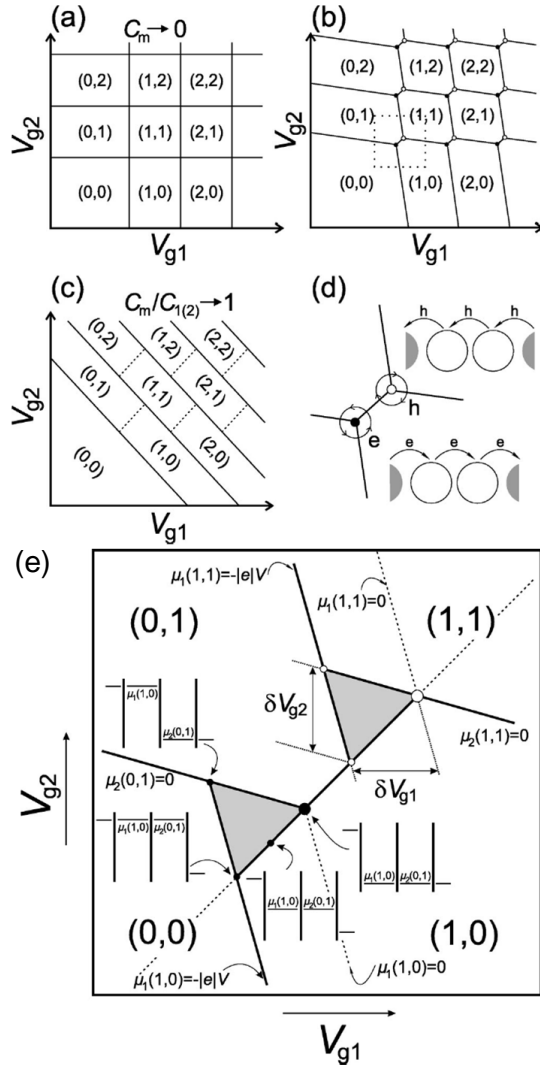 (a)
Cm→0
(0,2) (1,2) (2,2)
(0,1) (1,1) (2,1)
(0,0) (1,0) (2,0)
Vg2
Vg1
(b)
(0,2) (1,2) (2,2)
(0,1) (1,1) (2,1)
(0,0) (1,0) (2,0)
Vg2
Vg1
(c)
Cm/C1(2)→1
(0,2) (1,2) (2,2)
(0,1) (1,1) (2,1)
(0,0) (1,0) (2,0)
Vg2
Vg1
(d)
h h h
h
e
e e e
(e)
μ1(1,1)=-|e|V
μ1(1,1)=0
(0,1)
(1,1)
μ1(1,0)
μ2(0,1)
δVg2
μ2(1,1)=0
μ2(0,1)=0
δVg1
μ1(1,0) μ2(0,1)
μ1(1,0) μ2(0,1)
μ1(1,0) μ2(0,1)
(0,0)
(1,0)
μ1(1,0)=-|e|V
μ1(1,0)=0
Vg2
Vg1